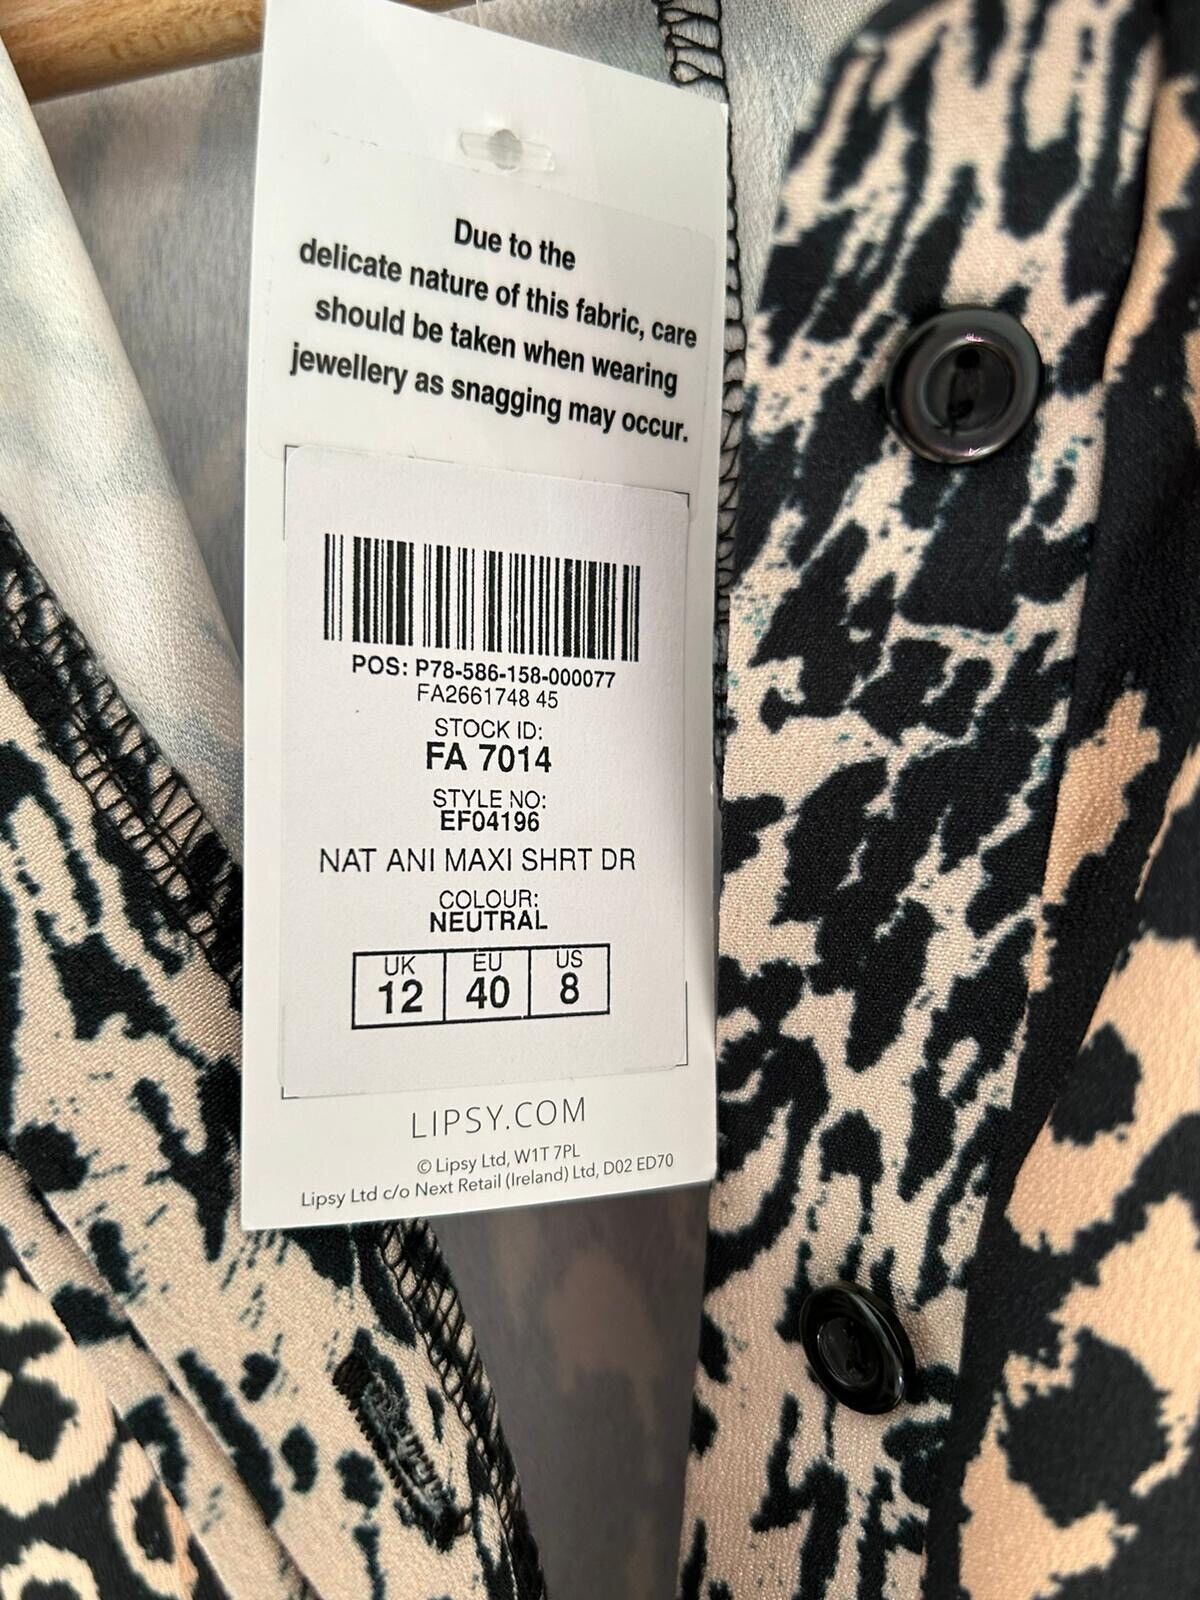 Due to the
delicate nature of this fabric, care
should be taken when wearing
jewellery as snagging may occur.
POS: P78-586-158-000077
FA2661748 45
STOCK ID:
FA 7014
STYLE NO:
EF04196
NAT ANI MAXI SHRT DR
COLOUR:
NEUTRAL
UK EU US
12 40 8
LIPSY.COM
© Lipsy Ltd, W1T 7PL
Lipsy Ltd c/o Next Retail (Ireland) Ltd, D02 ED70